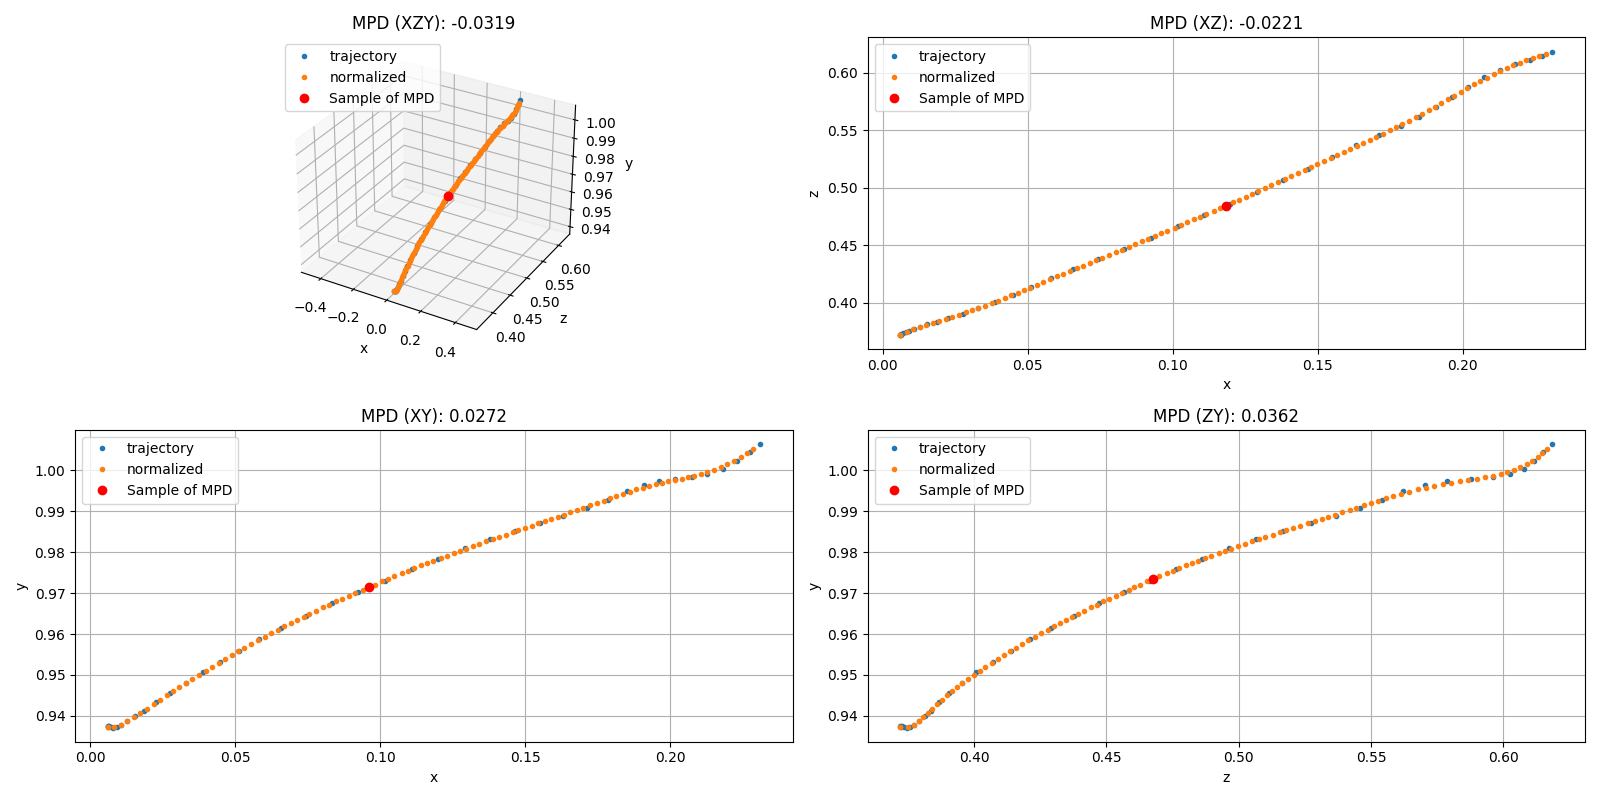 MPD (XZY): -0.0319
trajectory
normalized
Sample of MPD
1.00
0.99
0.98
0.97
0.96
0.95
0.94
y
0.60
0.55
0.50
0.45
0.40
z
−0.4
−0.2
0.0
0.2
0.4
x
MPD (XZ): -0.0221
trajectory
normalized
Sample of MPD
0.60
0.55
0.50
0.45
0.40
z
0.00 0.05 0.10 0.15 0.20
x
MPD (XY): 0.0272
trajectory
normalized
Sample of MPD
1.00
0.99
0.98
0.97
0.96
0.95
0.94
y
0.00 0.05 0.10 0.15 0.20
x
MPD (ZY): 0.0362
trajectory
normalized
Sample of MPD
1.00
0.99
0.98
0.97
0.96
0.95
0.94
y
0.40 0.45 0.50 0.55 0.60
z